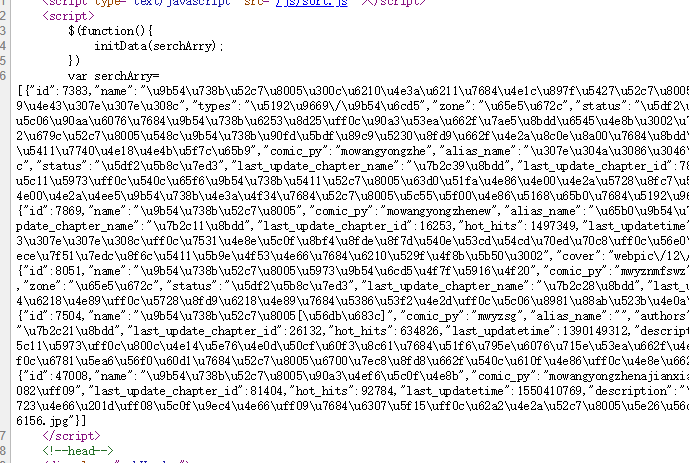 <script type="text/javascript" src="/js/sort.js" ></script>
2 <script>
3 $(function(){
4 initData(serchArry);
5 })
6 var serchArry=
[{"id":7383,"name":"\u9b54\u738b\u52c7\u8005\u300c\u6210\u4e3a\u6211\u7684\u4e1c\u897f\u5427\u52c7\u8005
9\u4e43\u307e\u307e\u308c","types":"\u5192\u9669\/\u9b54\u6cd5","zone":"\u65e5\u672c","status":"\u5df2\u
\u5c06\u90aa\u6076\u7684\u9b54\u738b\u6253\u8d25\uff0c\u90a3\u53ea\u662f\u7ae5\u8bdd\u6545\u4e8b\u3002\u7
2\u679c\u52c7\u8005\u548c\u9b54\u738b\u90fd\u5bdf\u89c9\u5230\u8fd9\u662f\u4e2a\u8c0e\u8a00\u7684\u8bdd\u
\u5411\u7740\u4e18\u4e4b\u5f7c\u65b9","comic_py":"mowangyongzhe","alias_name":"\u307e\u304a\u3086\u3046\u
c","status":"\u5df2\u5b8c\u7ed3","last_update_chapter_name":"\u7b2c39\u8bdd","last_update_chapter_id":78
5c11\u5973\uff0c\u540c\u65f6\u9b54\u738b\u5411\u52c7\u8005\u63d0\u51fa\u4e86\u4e00\u4e2a\u5728\u8fc7\u5
4e00\u4e2a\u4ee5\u9b54\u738b\u4e3a\u4f34\u7684\u52c7\u8005\u5c55\u5f00\u4e86\u5168\u65b0\u7684\u5192\u96
{"id":7869,"name":"\u9b54\u738b\u52c7\u8005","comic_py":"mowangyongzhenew","alias_name":"\u65b0\u9b54\u7
pdate_chapter_name":"\u7b2c11\u8bdd","last_update_chapter_id":16253,"hot_hits":1497349,"last_updatetime":
3\u307e\u307e\u308c\uff0c\u7531\u4e8e\u5c0f\u8bf4\u8fde\u8f7d\u540e\u53cd\u54cd\u70ed\u70c8\uff0c\u56e0\u
ece\u7f51\u7edc\u8f6c\u5411\u5b9e\u4f53\u4e66\u7684\u6210\u529f\u4f8b\u5b50\u3002","cover":"webpic\/12\/
{"id":8051,"name":"\u9b54\u738b\u52c7\u8005\u5973\u9b54\u6cd5\u4f7f\u5916\u4f20","comic_py":"mwyznmfswz"
,"zone":"\u65e5\u672c","status":"\u5df2\u5b8c\u7ed3","last_update_chapter_name":"\u7b2c28\u8bdd","last_u
4\u6218\u4e89\uff0c\u5728\u8fd9\u6218\u4e89\u7684\u5386\u53f2\u4e2d\uff0c\u5c06\u8981\u88ab\u523b\u4e0a\
{"id":7504,"name":"\u9b54\u738b\u52c7\u8005[\u56db\u683c]","comic_py":"mwyzsg","alias_name":"","authors"
"\u7b2c21\u8bdd","last_update_chapter_id":26132,"hot_hits":634826,"last_updatetime":1390149312,"descript
5c11\u5973\uff0c\u800c\u4e14\u5e76\u4e0d\u50cf\u60f3\u8c61\u7684\u51f6\u795e\u6076\u715e\u53ea\u662f\u4e
f0c\u6781\u5ea6\u56f0\u60d1\u7684\u52c7\u8005\u6700\u7ec8\u8fd8\u662f\u540c\u610f\u4e86\uff0c\u4e8e\u662
{"id":47008,"name":"\u9b54\u738b\u52c7\u8005\u90a3\u4ef6\u5c0f\u4e8b","comic_py":"mowangyongzhenajianxia
082\uff09","last_update_chapter_id":81404,"hot_hits":92784,"last_updatetime":1550410769,"description":"\
723\u4e66\u201d\uff08\u5c0f\u9ec4\u4e66\uff09\u7684\u6307\u5f15\uff0c\u62a2\u4e2a\u52c7\u8005\u5e26\u56d
6156.jpg"}]
7 </script>
8 <!--head-->